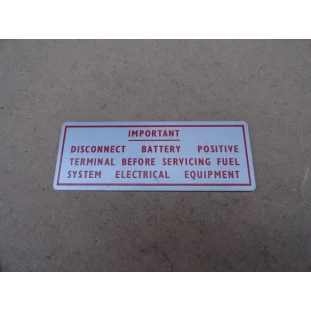 IMPORTANT
DISCONNECT BATTERY POSITIVE
TERMINAL BEFORE SERVICING FUEL
SYSTEM ELECTRICAL EQUIPMENT